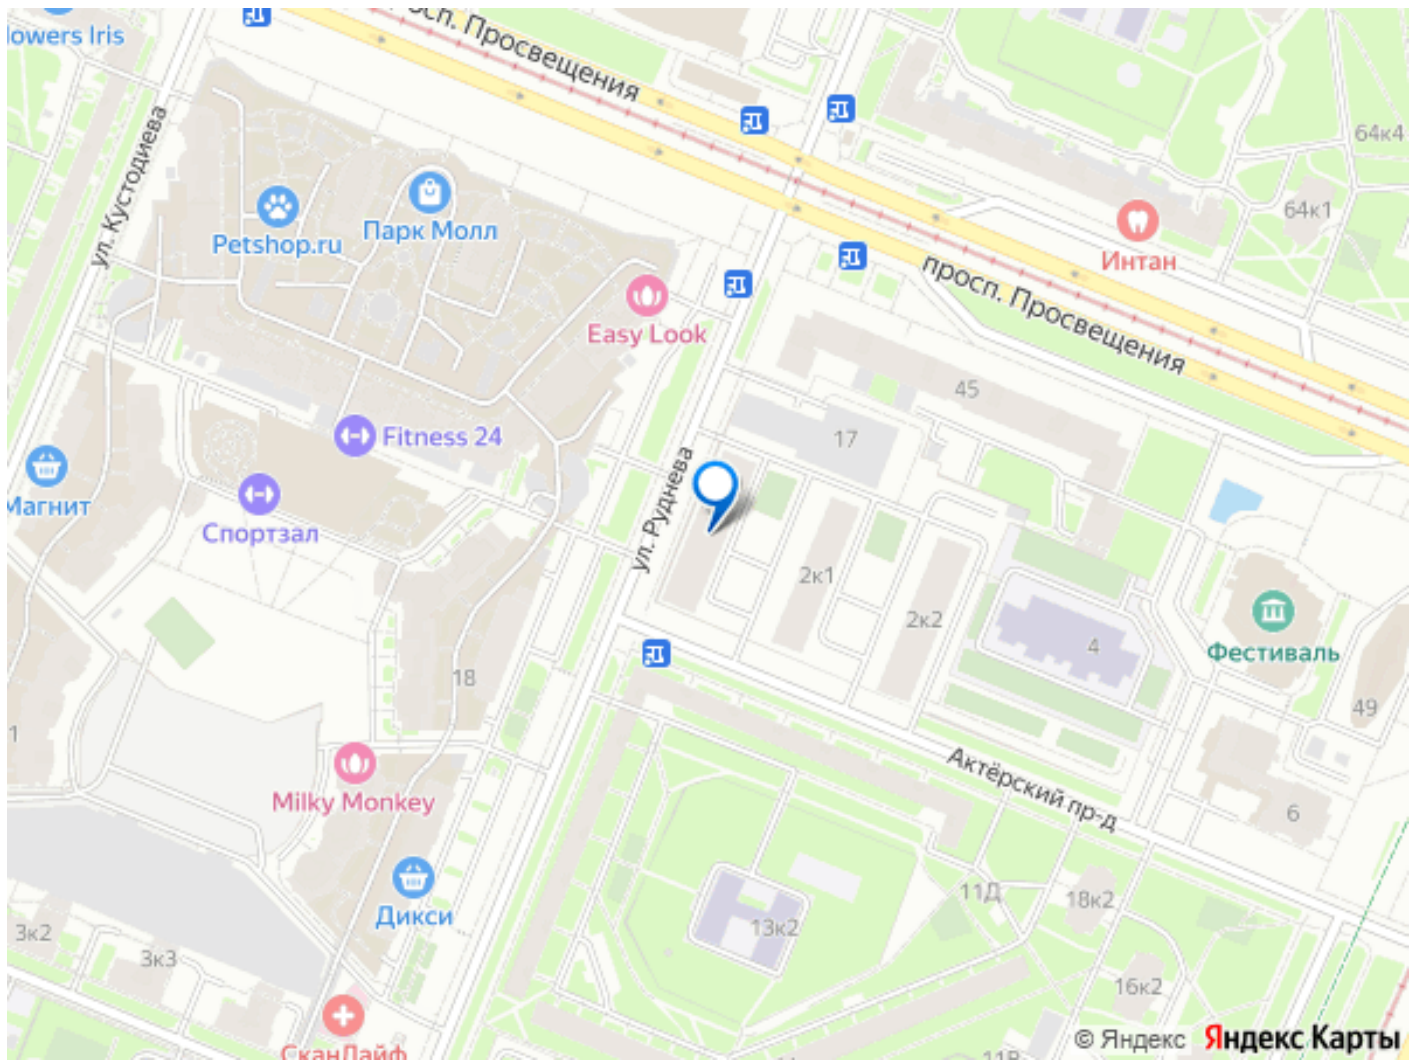 lowers Iris
просп. Просвещения
ул. Кустодиева
64к4
64к1
Интан
Парк Молл
Petshop.ru
просп. Просвещения
Easy Look
45
17
Fitness 24
ул. Руднева
Магнит
Спортзал
2к1
2к2
4
Фестиваль
18
49
1
Актёрский пр-д
Milky Monkey
6
11Д
18к2
Дикси
13к2
3к2
3к3
16к2
СканЛайф
11В
© Яндекс Яндекс Карты